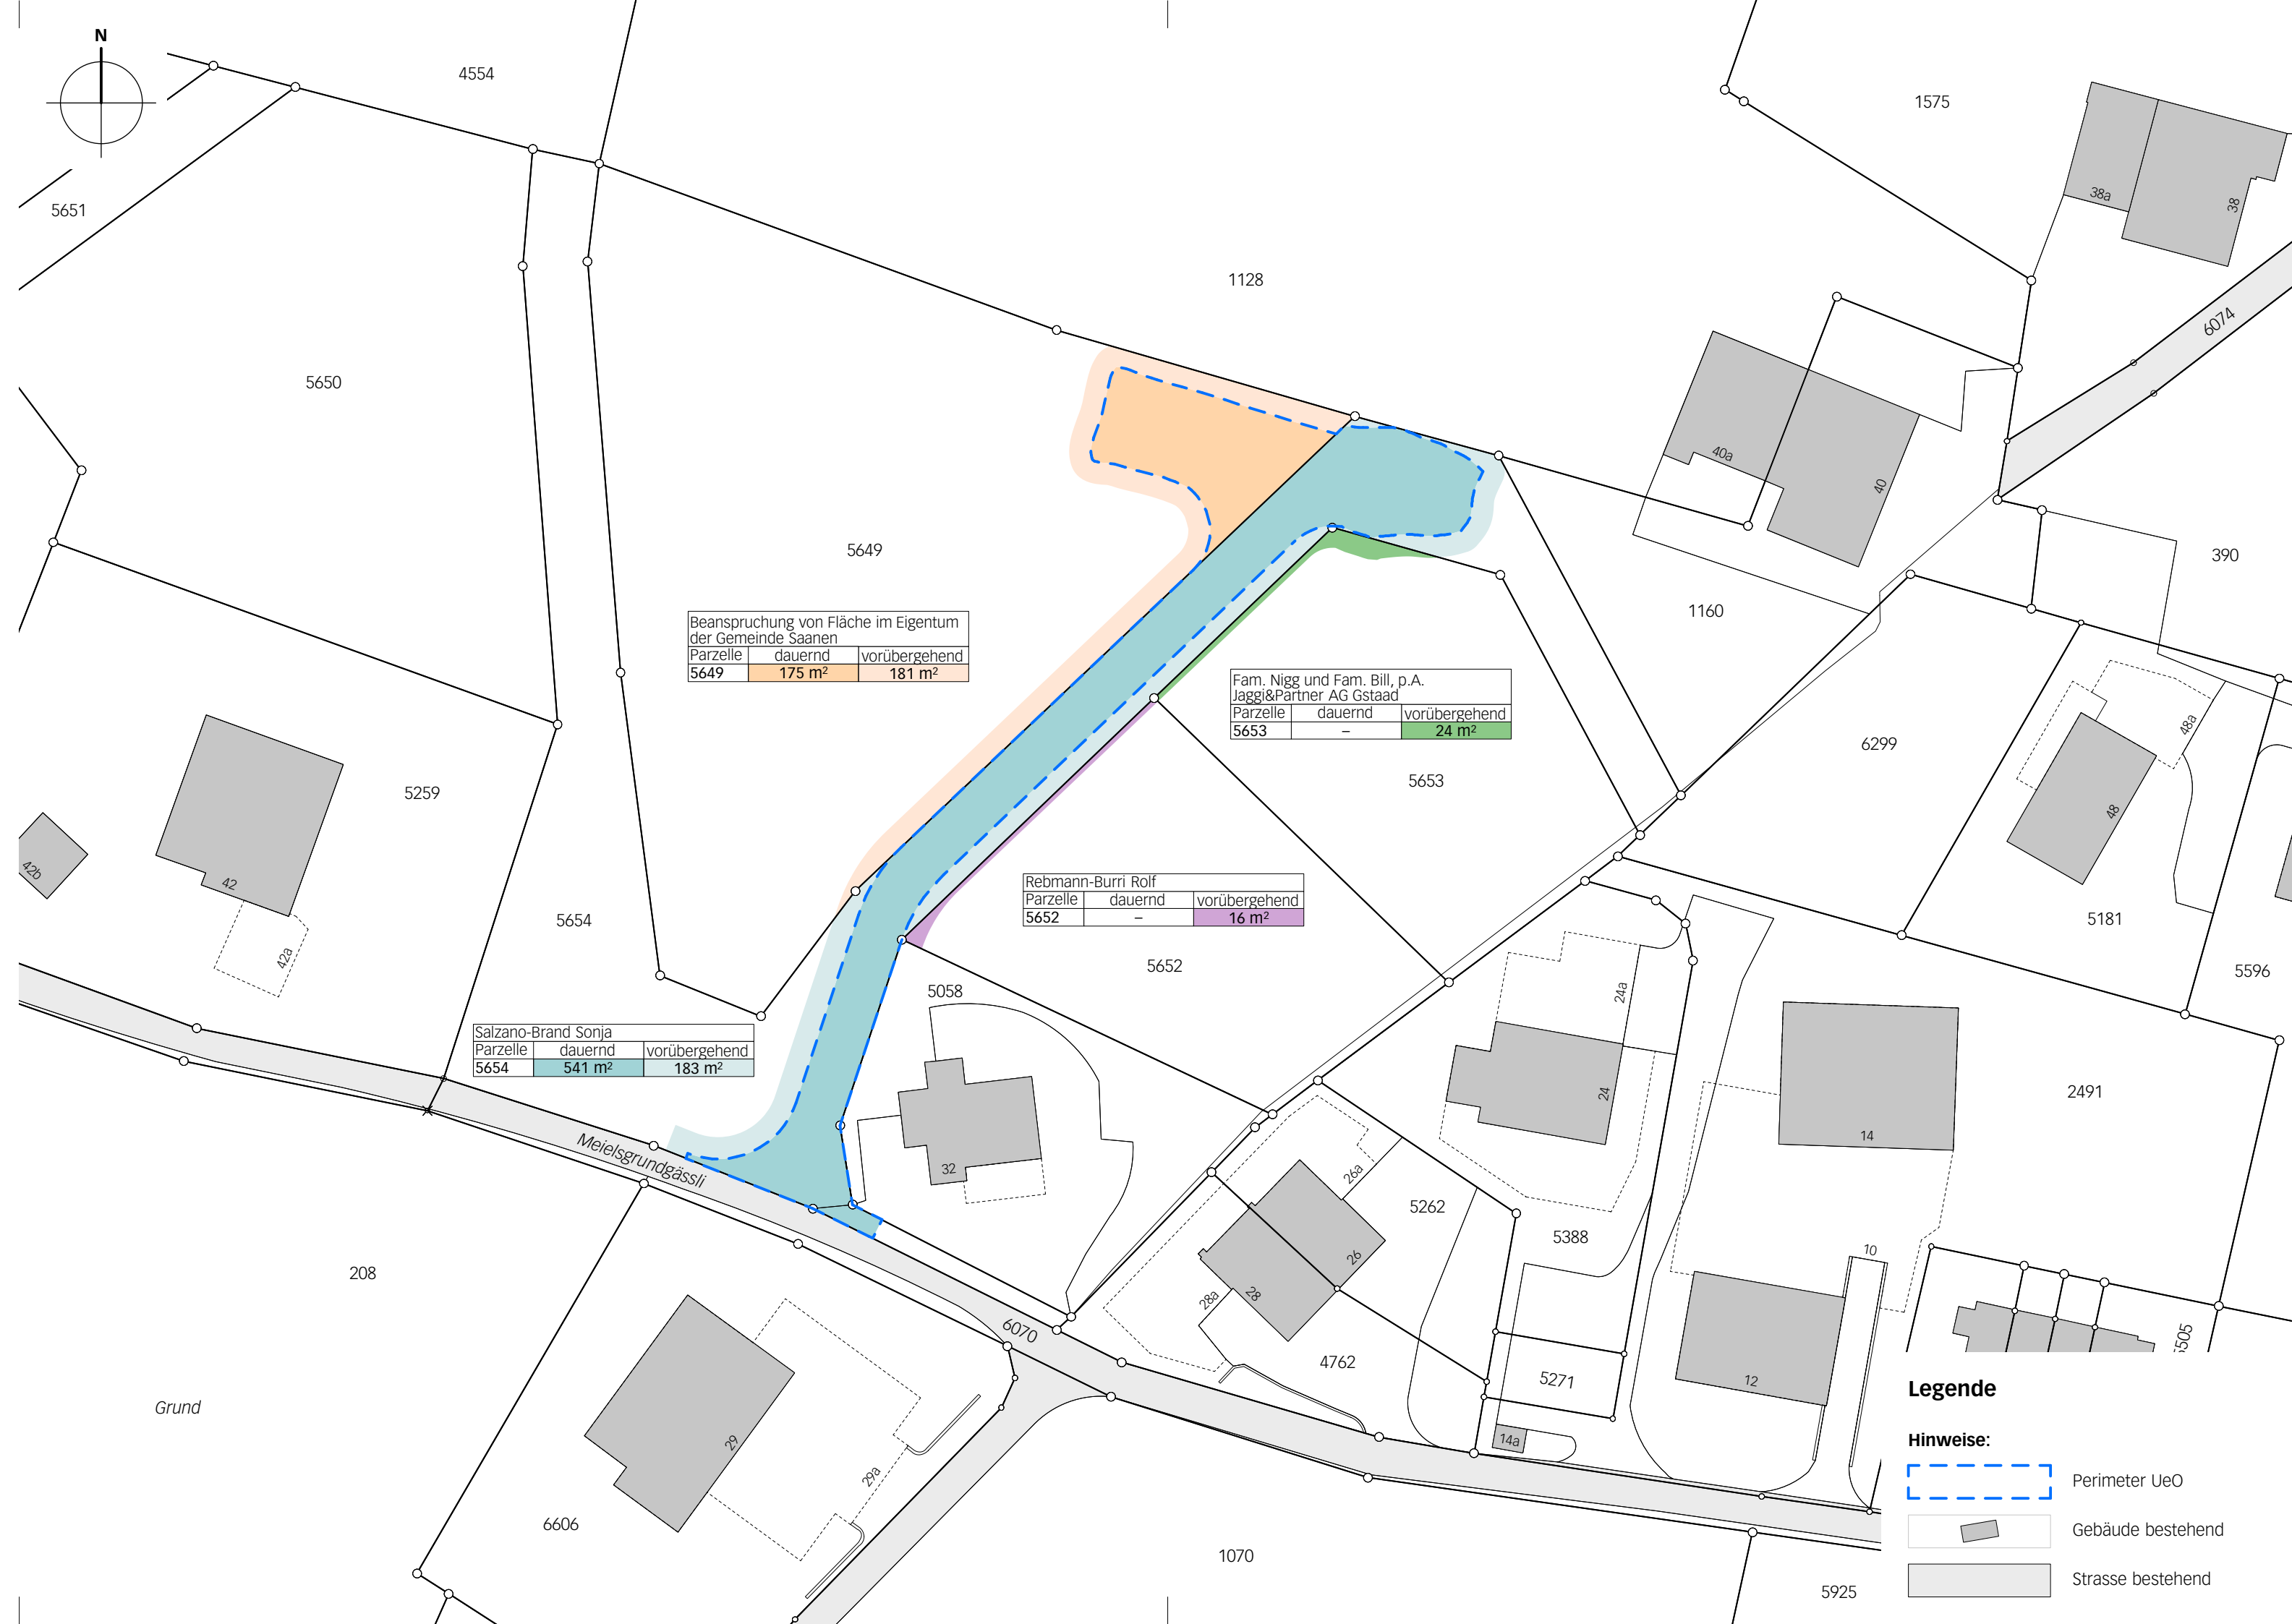 N
4554
1575
38a
38
5651
1128
6074
5650
40a
40
390
5649
1160
Beanspruchung von Fläche im Eigentum
der Gemeinde Saanen
Parzelle dauernd vorübergehend
5649 175 m² 181 m²
Fam. Nigg und Fam. Bill, p.A.
Jaggi&Partner AG Gstaad
Parzelle dauernd vorübergehend
5653 – 24 m²
48a
6299
5653
5259
48
42b
42
Rebmann-Burri Rolf
Parzelle dauernd vorübergehend
5652 – 16 m²
5654
5181
42a
5652
5596
5058
24a
Salzano-Brand Sonja
Parzelle dauernd vorübergehend
5654 541 m² 183 m²
24
2491
14
Meielsgrundgässli
32
26a
5262
5388
10
26
208
28a
28
6070
4762
5271
12
Grund
29
14a
29a
6606
1070
5925
Legende
Hinweise:
Perimeter UeO
Gebäude bestehend
Strasse bestehend